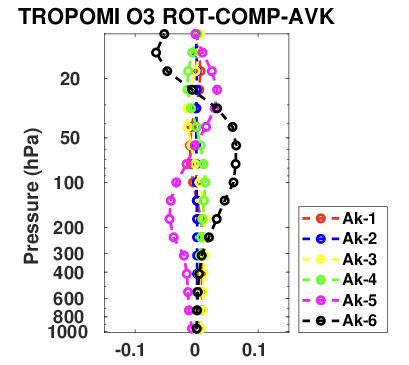 TROPOMI O3 ROT-COMP-AVK
Pressure (hPa)
20
50
100
200
300
400
600
800
1000
-0.1 0 0.1
Ak-1
Ak-2
Ak-3
Ak-4
Ak-5
Ak-6